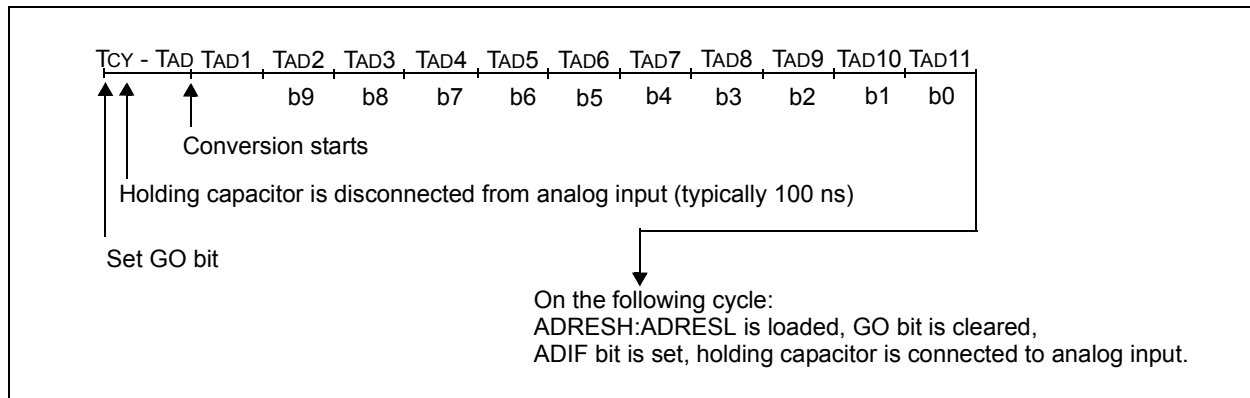 TCY - TAD TAD1 TAD2 TAD3 TAD4 TAD5 TAD6 TAD7 TAD8 TAD9 TAD10 TAD11
b9 b8 b7 b6 b5 b4 b3 b2 b1 b0
Conversion starts
Holding capacitor is disconnected from analog input (typically 100 ns)
Set GO bit
On the following cycle:
ADRESH:ADRESL is loaded, GO bit is cleared,
ADIF bit is set, holding capacitor is connected to analog input.